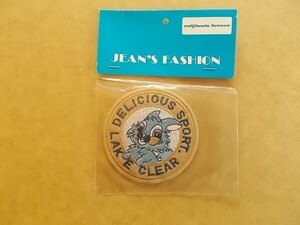 california breeze
JEAN'S FASHION
DELICIOUS SPORT.
LAKE CLEAR